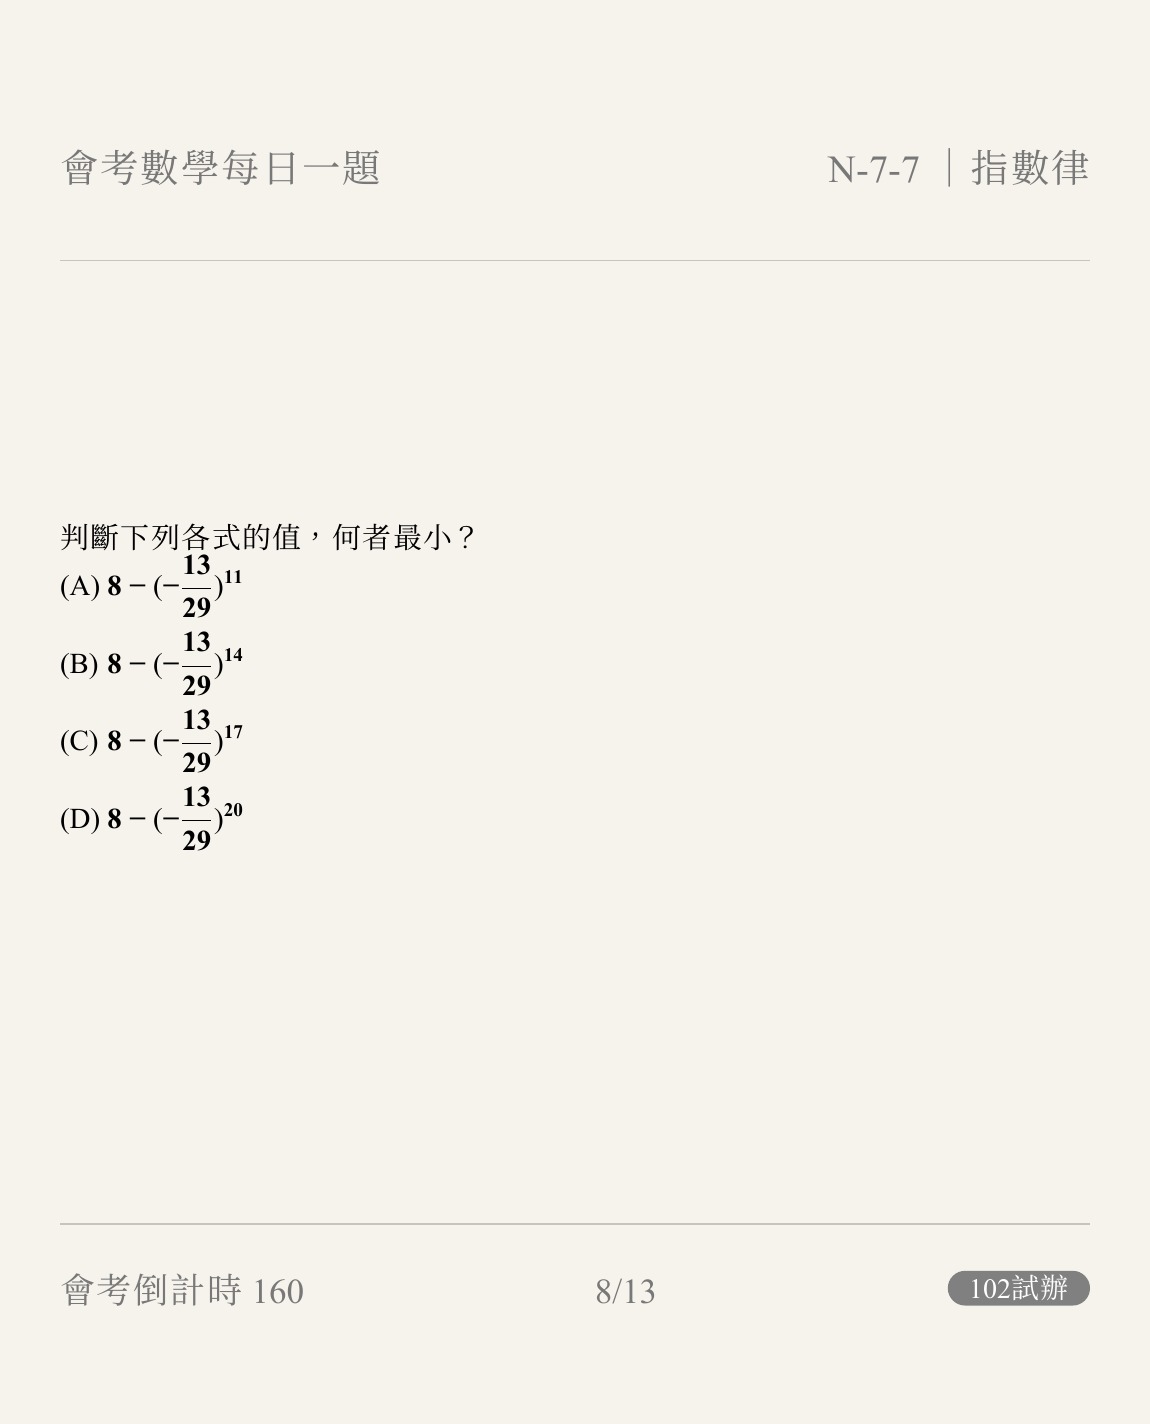 會考數學每日一題
N-7-7 ｜指數律
判斷下列各式的值，何者最小？
(A) 8 − (−13/29)^11
(B) 8 − (−13/29)^14
(C) 8 − (−13/29)^17
(D) 8 − (−13/29)^20
會考倒計時 160
8/13
102試辦